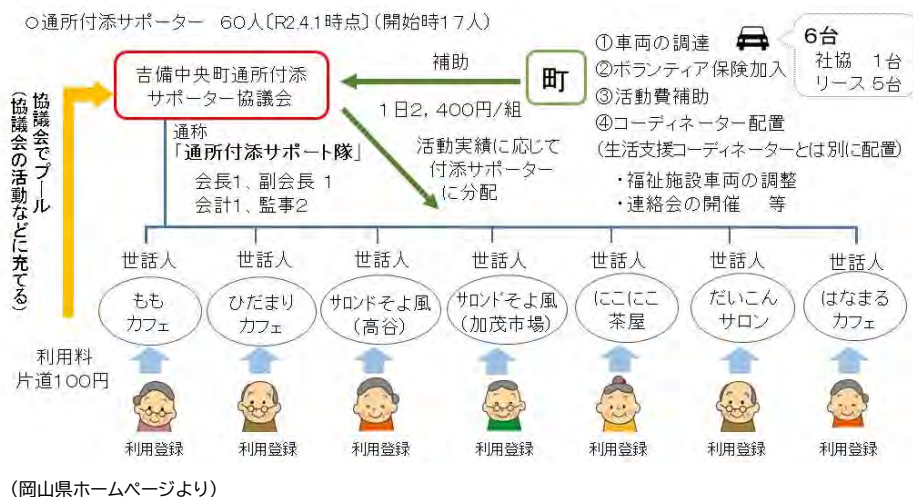 ○通所付添サポーター 60人〔R2.4.1時点〕(開始時17人)
吉備中央町通所付添
サポーター協議会
補助
町
1日2,400円/組
①車両の調達
②ボランティア保険加入
③活動費補助
④コーディネーター配置
(生活支援コーディネーターとは別に配置)
・福祉施設車両の調整
・連絡会の開催 等
6台
社協 1台
リース 5台
通称
「通所付添サポート隊」
会長1、副会長 1
会計1、監事2
活動実績に応じて
付添サポーター
に分配
協議会でプール
(協議会の活動などに充てる)
世話人
世話人
世話人
世話人
世話人
世話人
世話人
もも
カフェ
ひだまり
カフェ
サロンドそよ風
(高谷)
サロンドそよ風
(加茂市場)
にこにこ
茶屋
だいこん
サロン
はなまる
カフェ
利用料
片道100円
利用登録
利用登録
利用登録
利用登録
利用登録
利用登録
利用登録
(岡山県ホームページより)